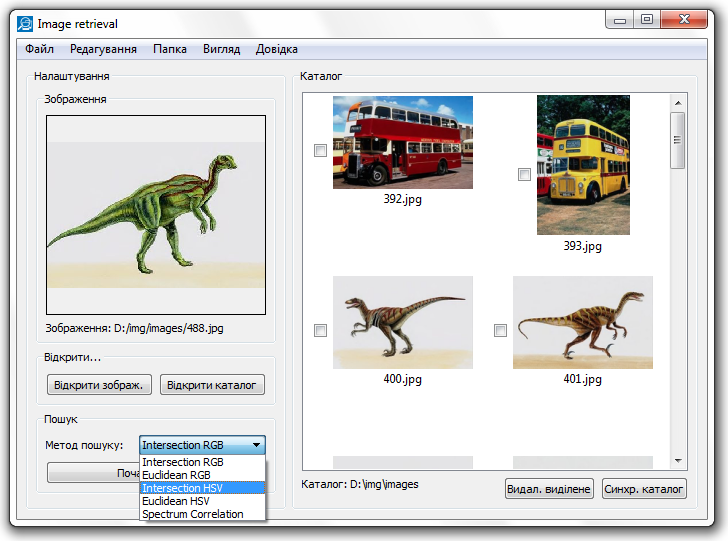 Image retrieval
Файл Редагування Папка Вигляд Довідка
Налаштування
Зображення
Зображення: D:/img/images/488.jpg
Відкрити...
Відкрити зображ. Відкрити каталог
Пошук
Метод пошуку: Intersection RGB
Intersection RGB
Euclidean RGB
Intersection HSV
Euclidean HSV
Spectrum Correlation
Каталог
392.jpg
393.jpg
400.jpg
401.jpg
Каталог: D:\img\images
Видал. виділене Синхр. каталог